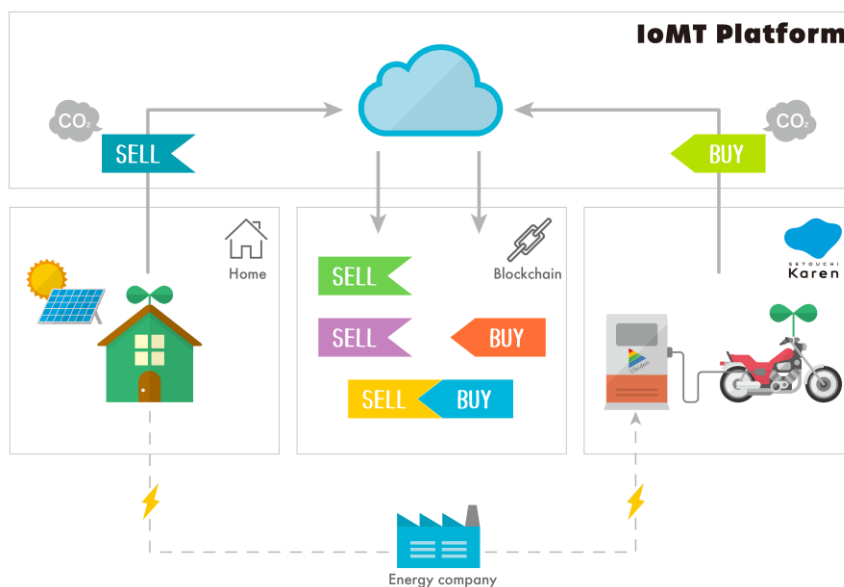 IoMT Platform
CO₂
SELL
CO₂
BUY
Home
Blockchain
SETOUCHI
Karen
SELL
SELL
BUY
SELL
BUY
Energy company